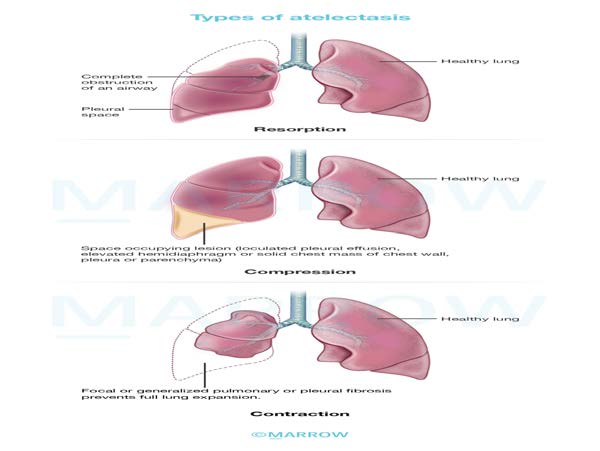 Types of atelectasis
Complete
obstruction
of an airway
Healthy lung
Pleural
space
Resorption
MARROW
Healthy lung
Space occupying lesion (loculated pleural effusion,
elevated hemidiaphragm or solid chest mass of chest wall,
pleura or parenchyma)
Compression
MARROW
Healthy lung
Focal or generalized pulmonary or pleural fibrosis
prevents full lung expansion.
Contraction
©MARROW